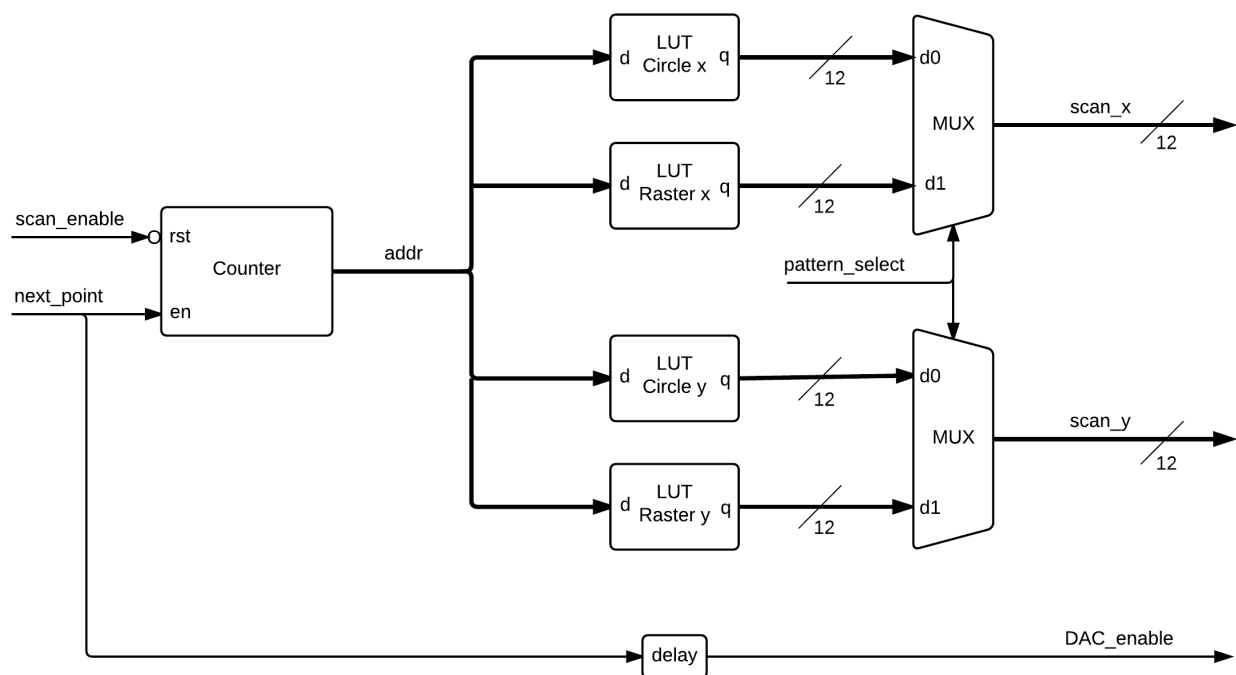 LUT
d
q
Circle x
12
d0
MUX
scan_x
12
LUT
d
q
Raster x
12
d1
scan_enable
rst
Counter
addr
next_point
en
pattern_select
LUT
d
q
Circle y
12
d0
MUX
scan_y
12
LUT
d
q
Raster y
12
d1
delay
DAC_enable